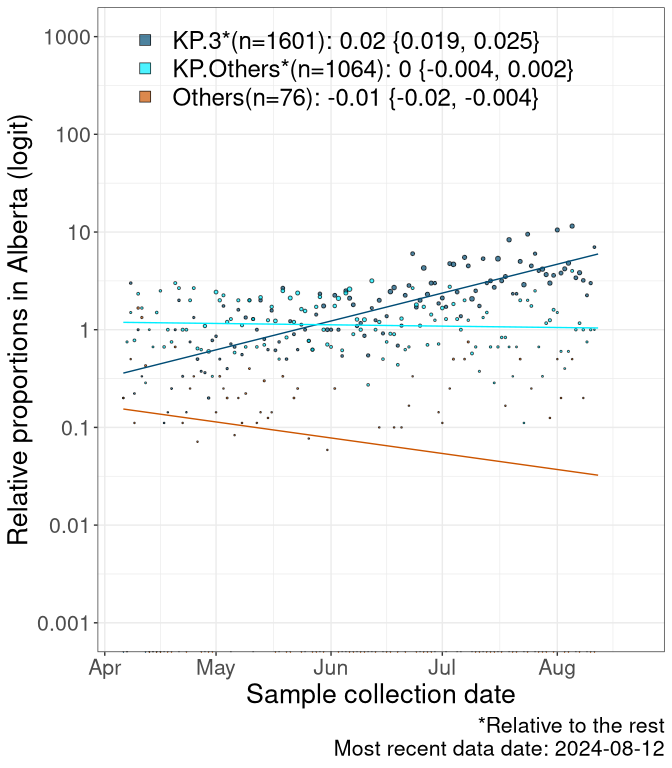 KP.3*(n=1601): 0.02 {0.019, 0.025}
KP.Others*(n=1064): 0 {-0.004, 0.002}
Others(n=76): -0.01 {-0.02, -0.004}
Relative proportions in Alberta (logit)
1000
100
10
1
0.1
0.01
0.001
Apr May Jun Jul Aug
Sample collection date
*Relative to the rest
Most recent data date: 2024-08-12